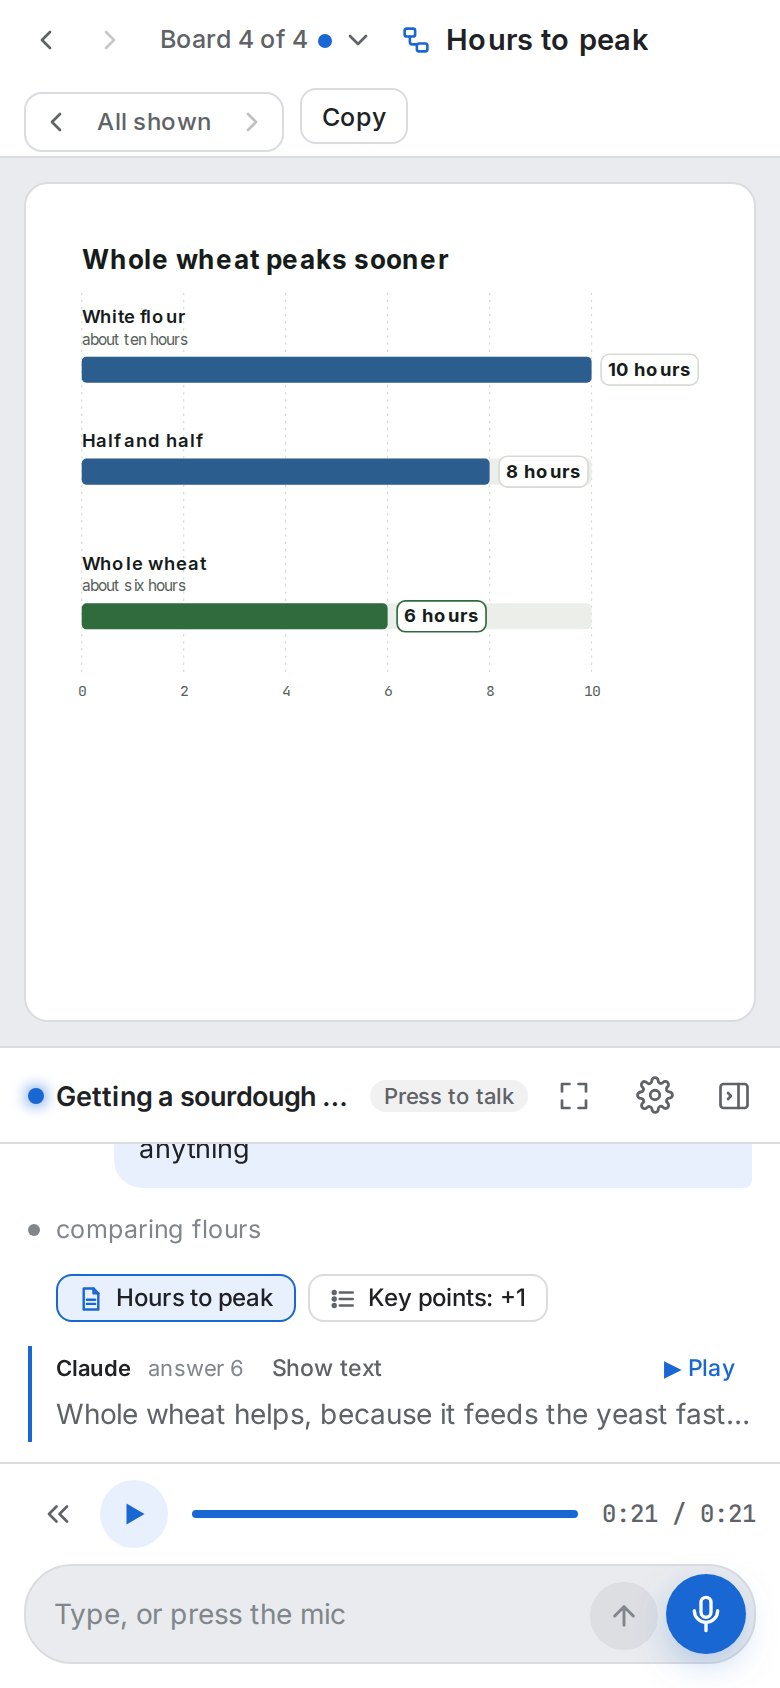 Board 4 of 4
Hours to peak
All shown
Copy
Whole wheat peaks sooner
White flour
about ten hours
10 hours
Half and half
8 hours
Whole wheat
about six hours
6 hours
0 2 4 6 8 10
Getting a sourdough ...
Press to talk
anything
comparing flours
Hours to peak
Key points: +1
Claude answer 6 Show text
Play
Whole wheat helps, because it feeds the yeast fast...
0:21 / 0:21
Type, or press the mic